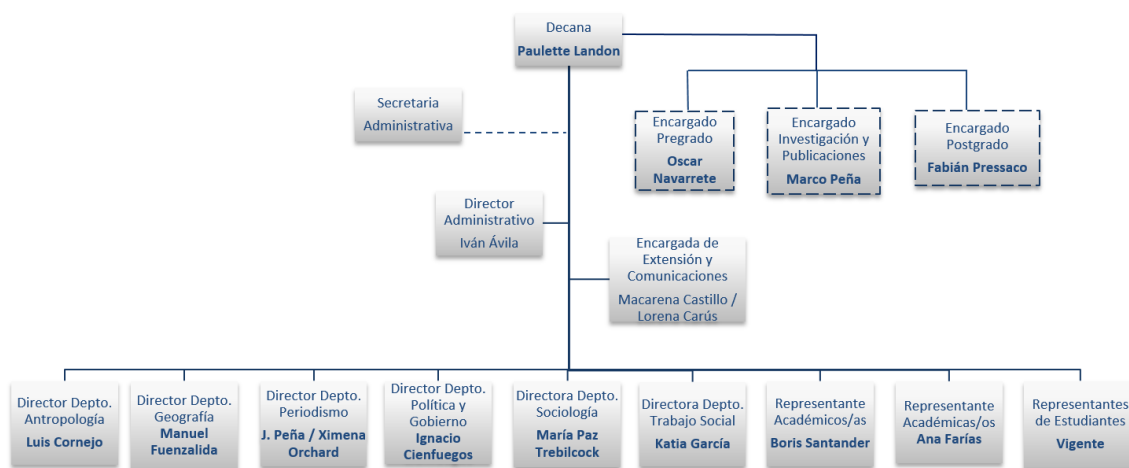 Decana
Paulette Landon
Secretaria
Administrativa
Encargado
Pregrado
Oscar
Navarrete
Encargado
Investigación y
Publicaciones
Marco Peña
Encargado
Postgrado
Fabián Pressaco
Director
Administrativo
Iván Ávila
Encargada de
Extensión y
Comunicaciones
Macarena Castillo /
Lorena Carús
Director Depto.
Antropología
Luis Cornejo
Director Depto.
Geografía
Manuel
Fuenzalida
Director Depto.
Periodismo
J. Peña / Ximena
Orchard
Director Depto.
Política y
Gobierno
Ignacio
Cienfuegos
Directora Depto.
Sociología
María Paz
Trebilcock
Directora Depto.
Trabajo Social
Katia García
Representante
Académicos/as
Boris Santander
Representante
Académicas/os
Ana Farías
Representantes
de Estudiantes
Vigente